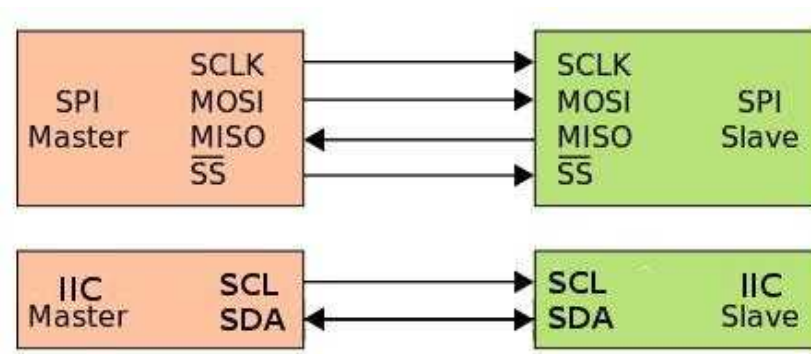 SCLK
SPI MOSI
Master MISO
SS
SCLK
MOSI SPI
MISO Slave
SS
IIC SCL
Master SDA
SCL IIC
SDA Slave